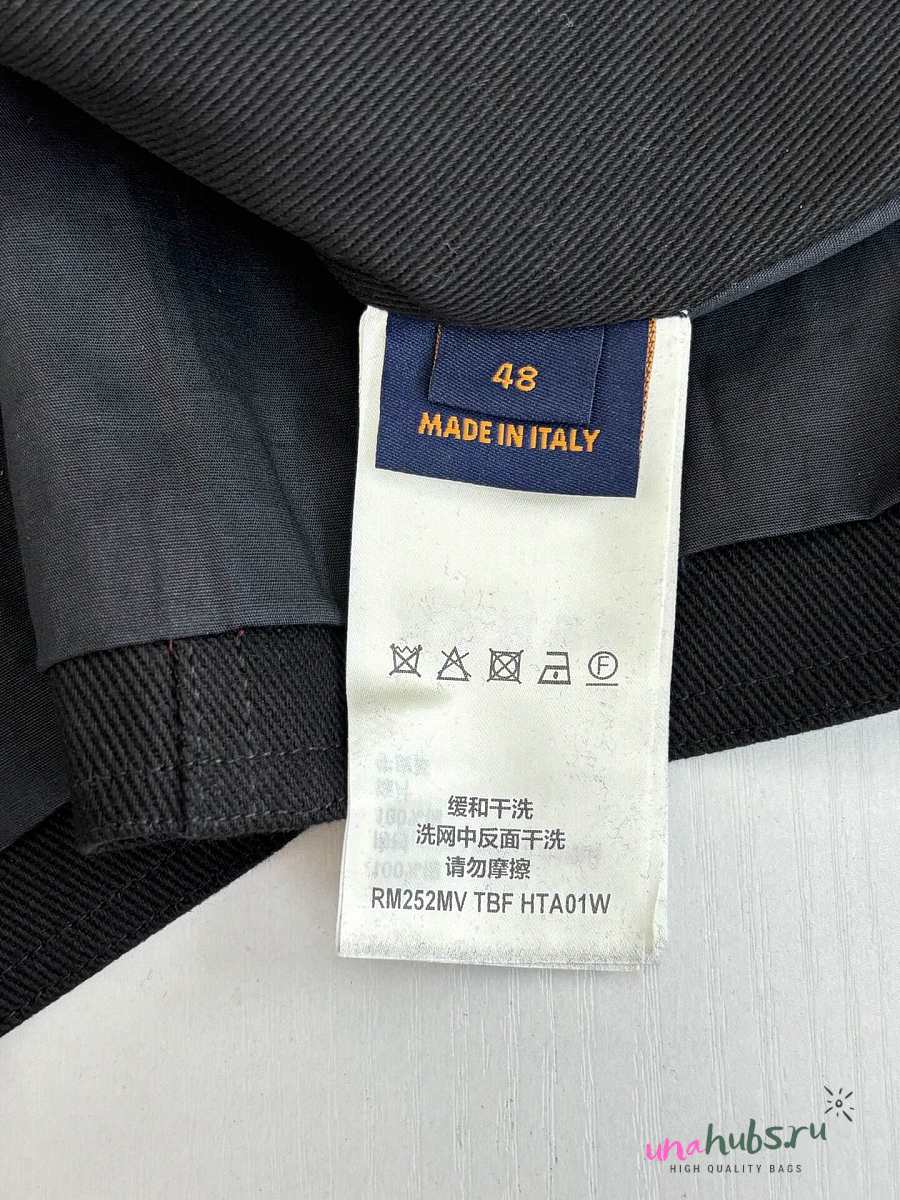 48
MADE IN ITALY
F
缓和干洗
洗网中反面干洗
请勿摩擦
RM252MV TBF HTA01W
unahubs.ru
HIGH QUALITY BAGS